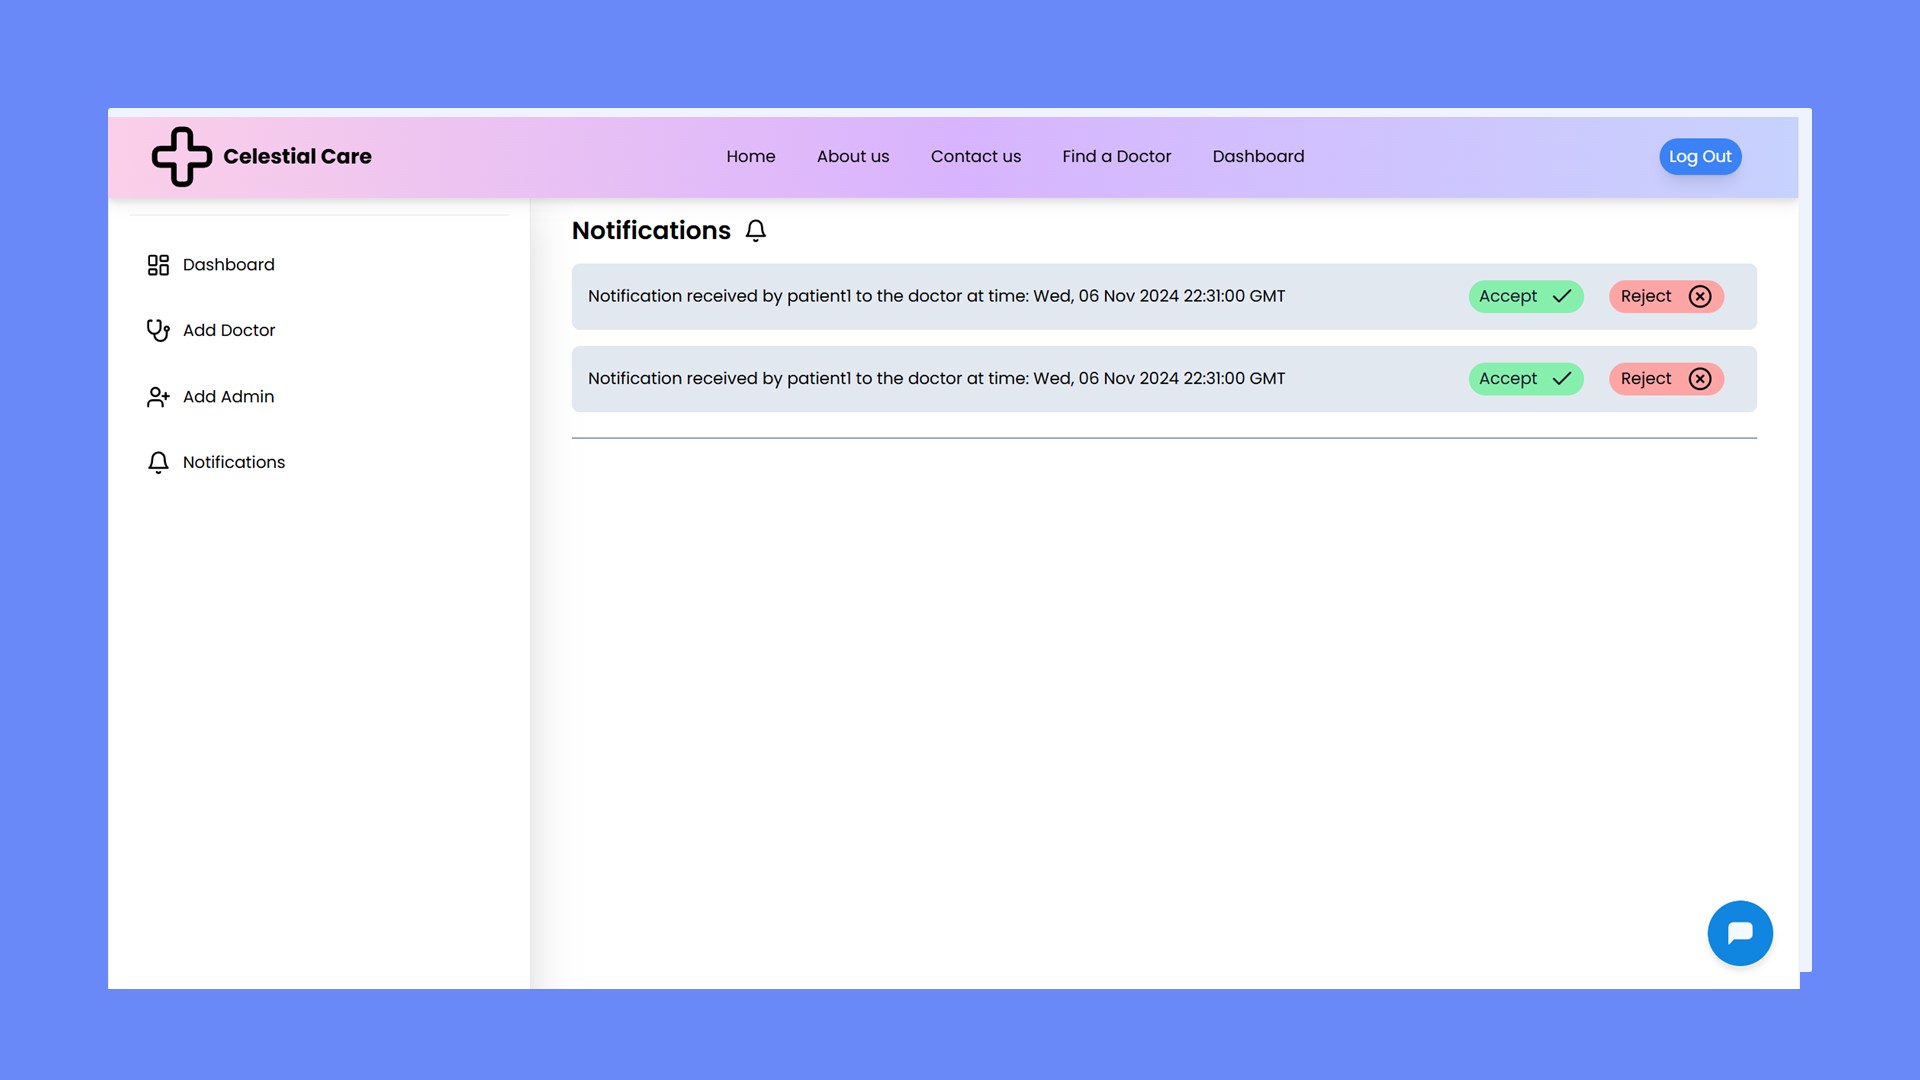 Celestial Care
Home About us Contact us Find a Doctor Dashboard
Log Out
Dashboard
Add Doctor
Add Admin
Notifications
Notifications
Notification received by patient1 to the doctor at time: Wed, 06 Nov 2024 22:31:00 GMT Accept Reject
Notification received by patient1 to the doctor at time: Wed, 06 Nov 2024 22:31:00 GMT Accept Reject